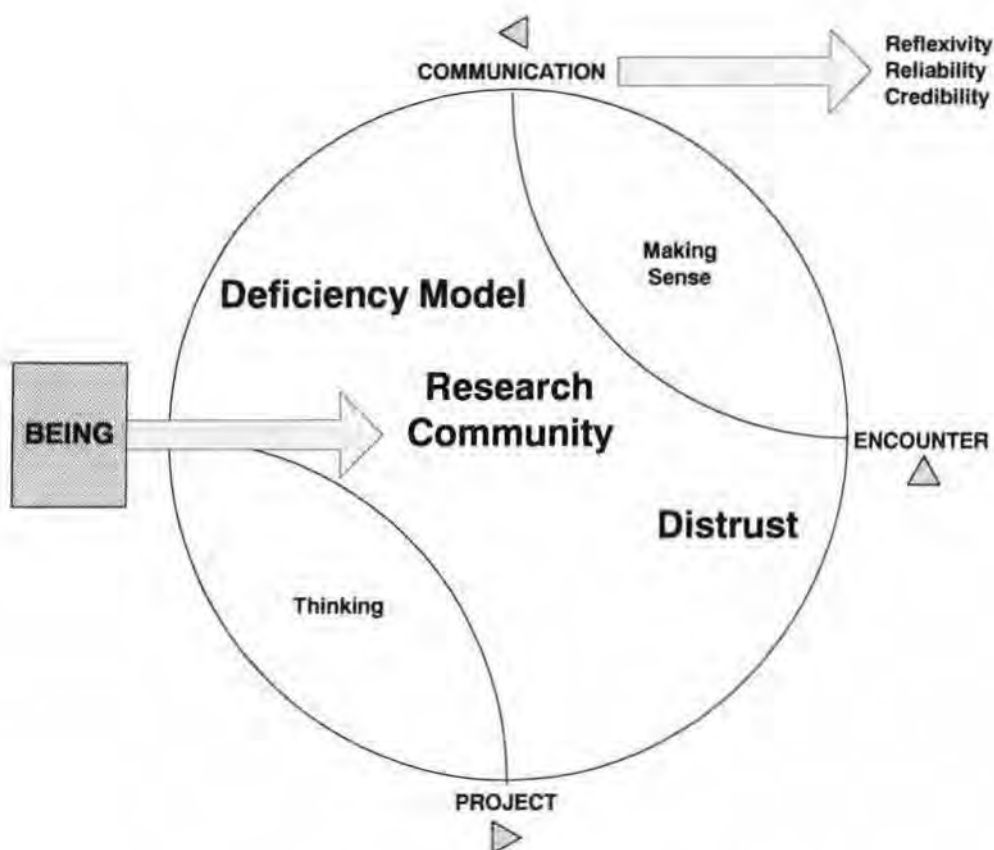 COMMUNICATION
Reflexivity
Reliability
Credibility
Making
Sense
Deficiency Model
Research
Community
BEING
ENCOUNTER
Distrust
Thinking
PROJECT